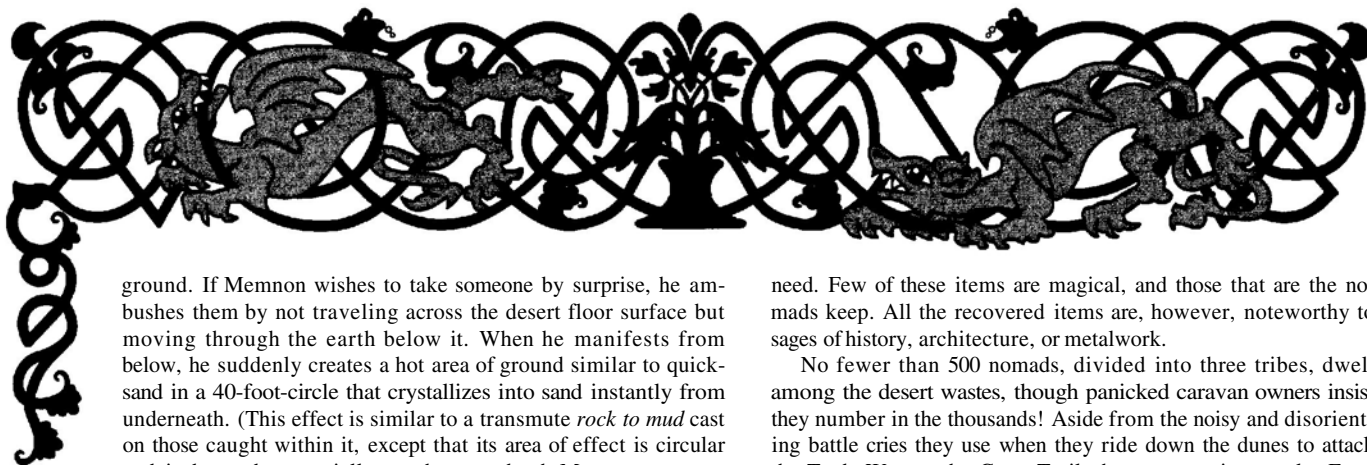 ground. If Memnon wishes to take someone by surprise, he am-
bushes them by not traveling across the desert floor surface but
moving through the earth below it. When he manifests from
below, he suddenly creates a hot area of ground similar to quick-
sand in a 40-foot-circle that crystallizes into sand instantly from
underneath. (This effect is similar to a transmute rock to mud cast
on those caught within it, except that its area of effect is circular
need. Few of these items are magical, and those that are the no-
mads keep. All the recovered items are, however, noteworthy to
sages of history, architecture, or metalwork.
No fewer than 500 nomads, divided into three tribes, dwell
among the desert wastes, though panicked caravan owners insist
they number in the thousands! Aside from the noisy and disorient-
ing battle cries they use when they ride down the dunes to attack